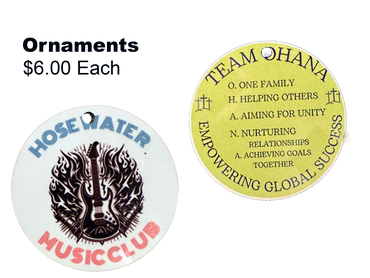 Ornaments
$6.00 Each
HOSEWATER
MUSICCLUB
TEAM OHANA
O. ONE FAMILY
H. HELPING OTHERS
A. AIMING FOR UNITY
N. NURTURING
RELATIONSHIPS
A. ACHIEVING GOALS
TOGETHER
EMPOWERING GLOBAL SUCCESS